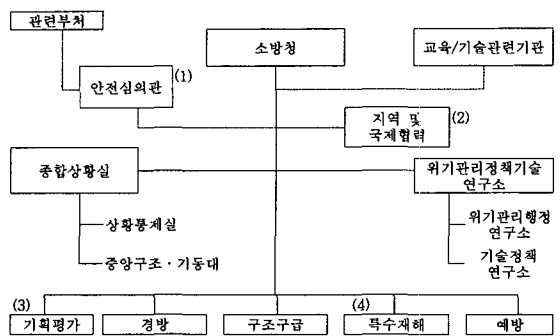 관련부처
소방청
교육/기술관련기관
안전심의관 (1)
지역 및
국제협력 (2)
종합상황실
위기관리정책기술
연구소
상황통제실
중앙구조·기동대
위기관리행정
연구소
기술정책
연구소
(3) (4)
기획평가 경방 구조구급 특수재해 예방